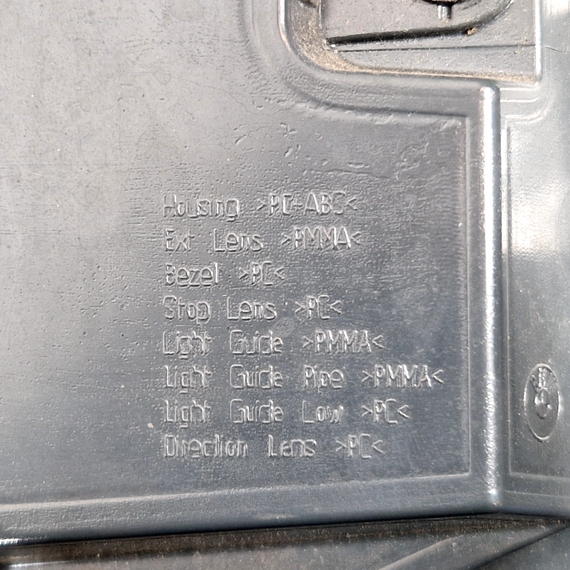 Housing >PC+ABS<
Ext Lens >PMMA<
Bezel >PC<
Stop Lens >PC<
Light Guide >PMMA<
Light Guide Pipe >PMMA<
Light Guide Low >PC<
Direction Lens >PC<